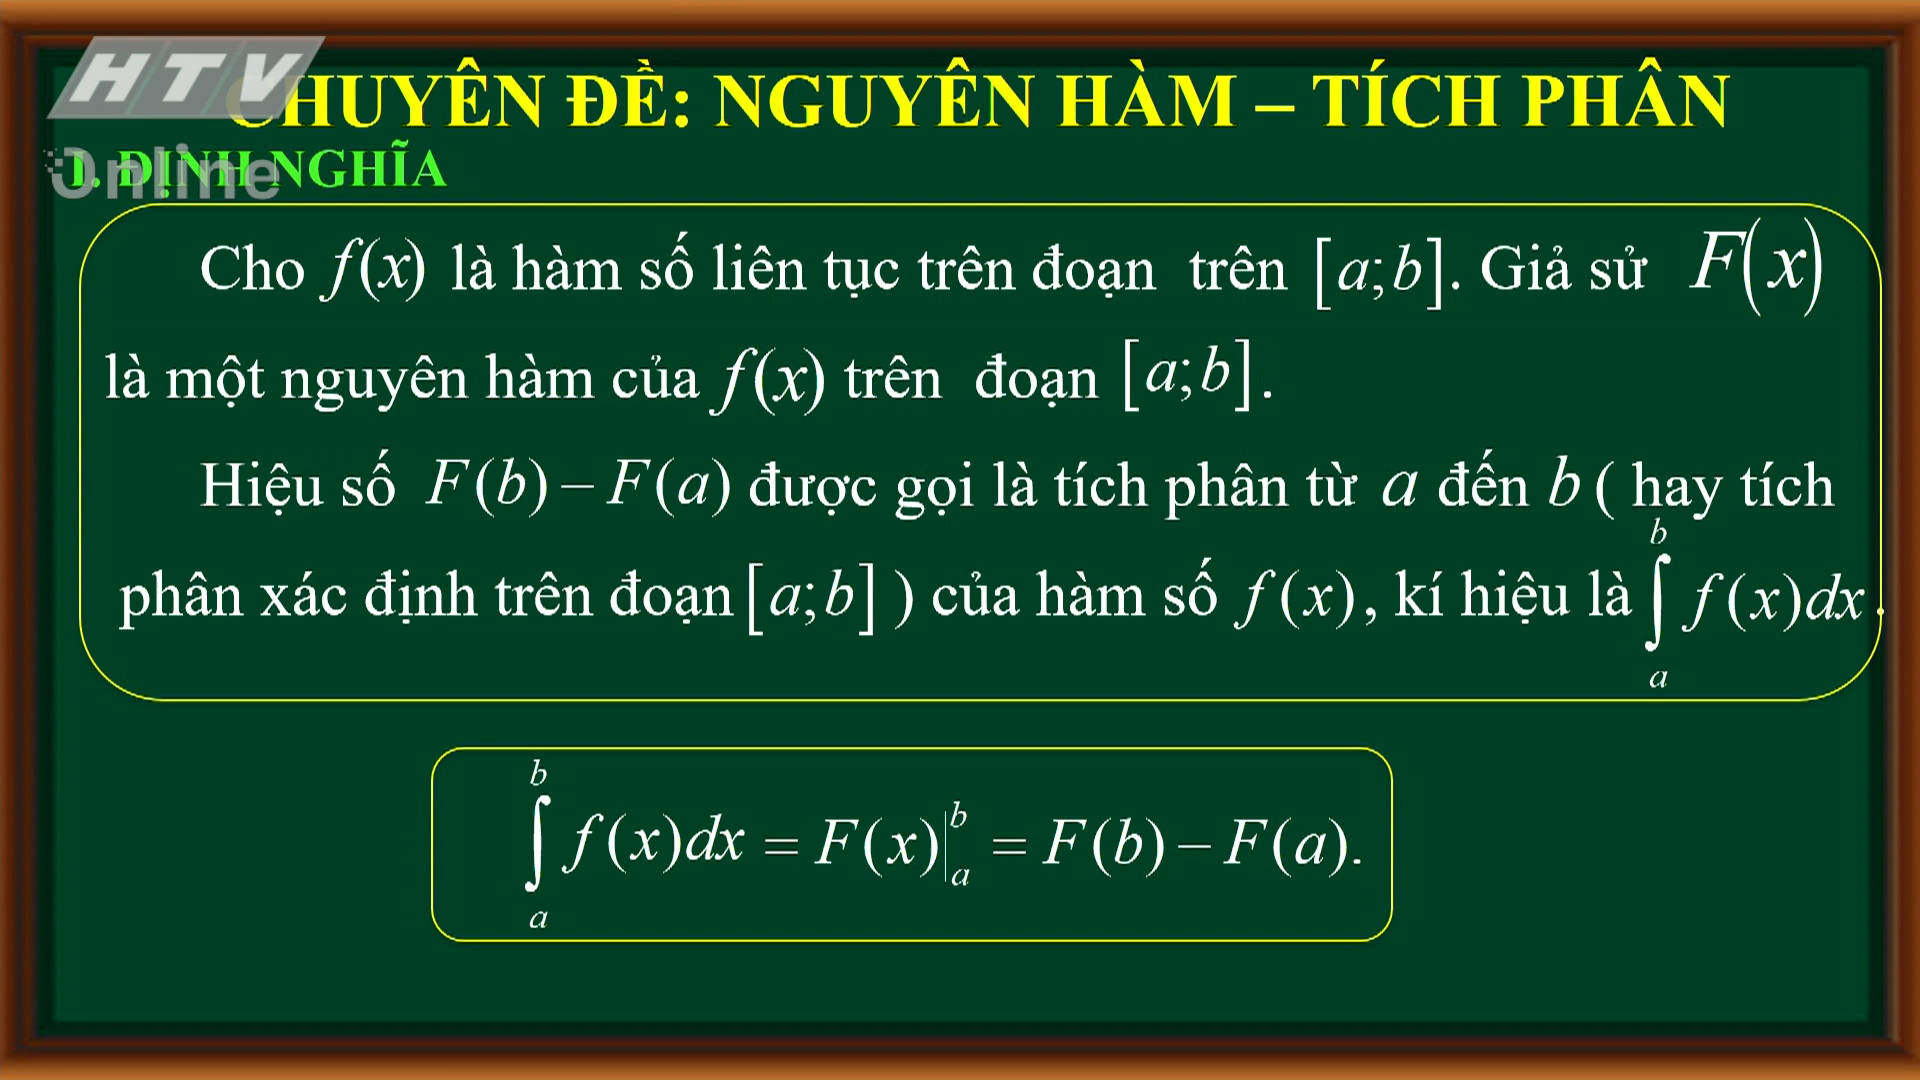 HTV
Online
CHUYÊN ĐỀ: NGUYÊN HÀM – TÍCH PHÂN
I. ĐỊNH NGHĨA
Cho f(x) là hàm số liên tục trên đoạn trên [a;b]. Giả sử F(x)
là một nguyên hàm của f(x) trên đoạn [a;b].
Hiệu số F(b) – F(a) được gọi là tích phân từ a đến b ( hay tích
phân xác định trên đoạn [a;b] ) của hàm số f(x), kí hiệu là ∫_a^b f(x)dx.
∫_a^b f(x)dx = F(x)|_a^b = F(b) – F(a).